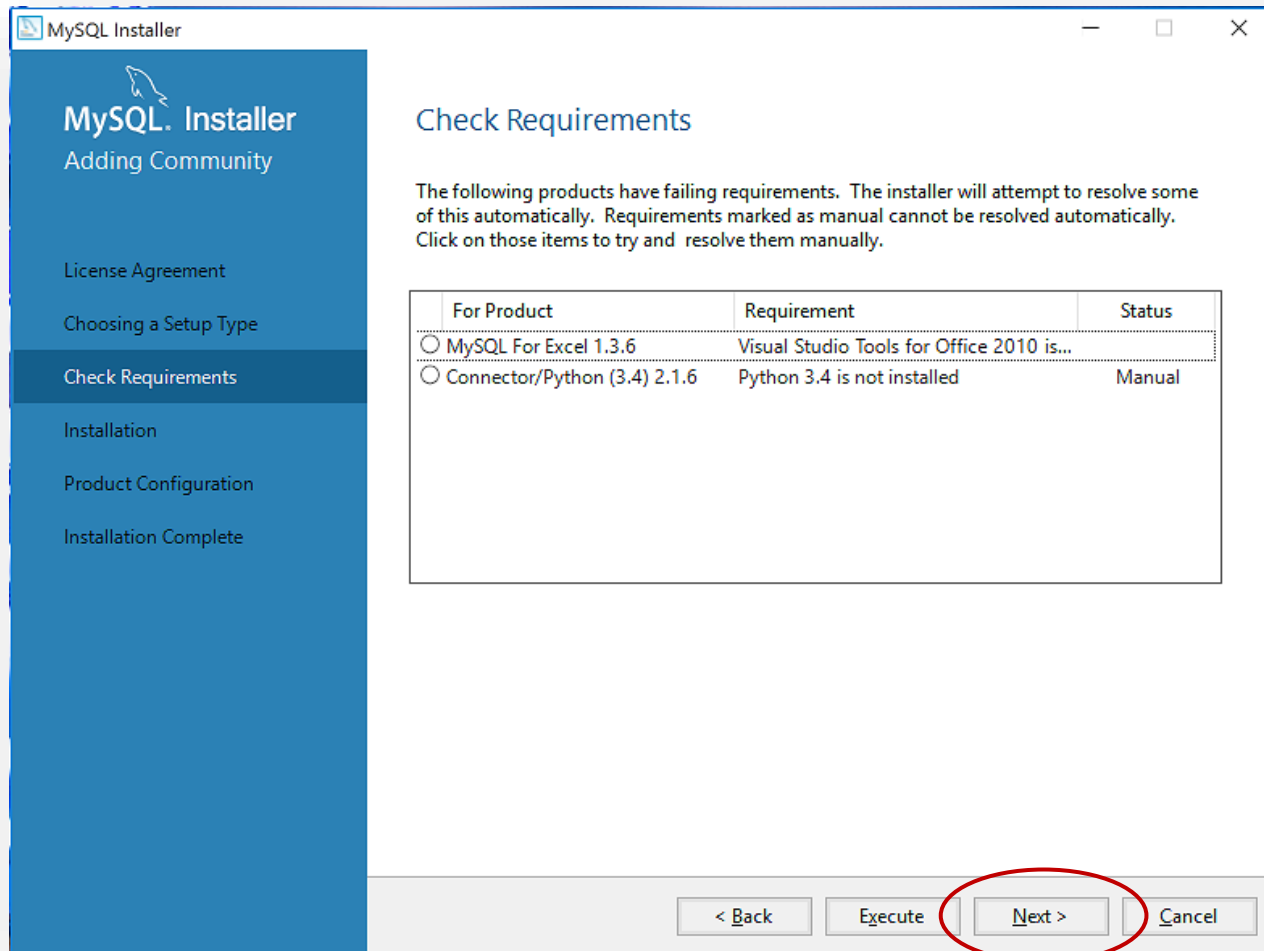 MySQL Installer
MySQL. Installer
Adding Community
License Agreement
Choosing a Setup Type
Check Requirements
Installation
Product Configuration
Installation Complete
Check Requirements
The following products have failing requirements. The installer will attempt to resolve some
of this automatically. Requirements marked as manual cannot be resolved automatically.
Click on those items to try and resolve them manually.
For Product Requirement Status
MySQL For Excel 1.3.6 Visual Studio Tools for Office 2010 is...
Connector/Python (3.4) 2.1.6 Python 3.4 is not installed Manual
< Back Execute Next > Cancel